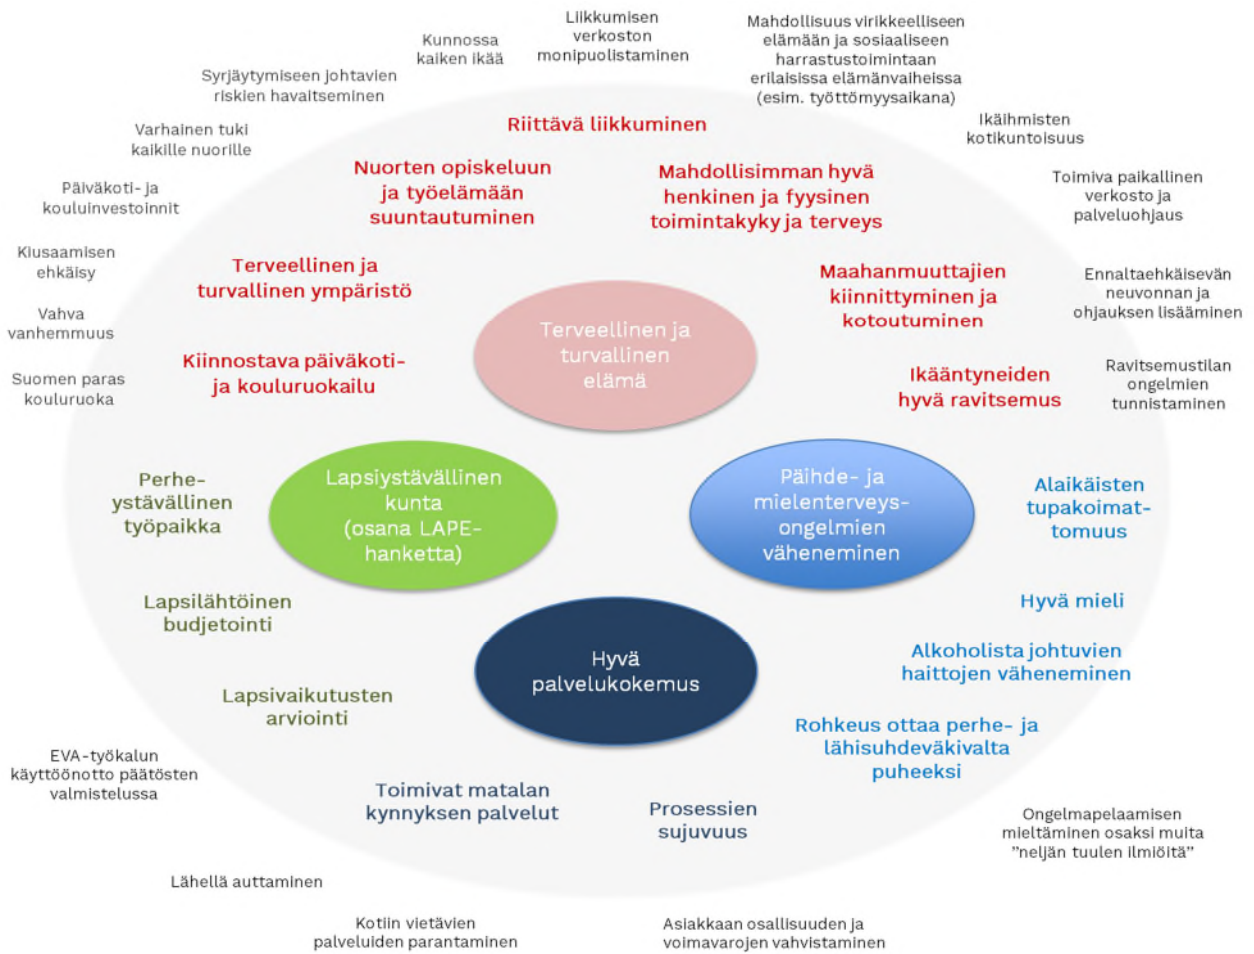 Liikkumisen
verkoston
monipuolistaminen
Mahdollisuus virikkeelliseen
elämään ja sosiaaliseen
harrastustoimintaan
erilaisissa elämänvaiheissa
(esim. työttömyysaikana)
Kunnossa
kaiken ikää
Syrjäytymiseen johtavien
riskien havaitseminen
Ikäihmisten
kotikuntoisuus
Varhainen tuki
kaikille nuorille
Riittävä liikkuminen
Nuorten opiskeluun
ja työelämään
suuntautuminen
Mahdollisimman hyvä
henkinen ja fyysinen
toimintakyky ja terveys
Toimiva paikallinen
verkosto ja
palveluohjaus
Päiväkoti- ja
kouluinvestoinnit
Kiusaamisen
ehkäisy
Terveellinen ja
turvallinen ympäristö
Maahanmuuttajien
kiinnittyminen ja
kotoutuminen
Ennaltaehkäisevän
neuvonnan ja
ohjauksen lisääminen
Vahva
vanhemmuus
Terveellinen ja
turvallinen
elämä
Suomen paras
kouluruoka
Kiinnostava päiväkoti-
ja kouluruokailu
Ikääntyneiden
hyvä ravitsemus
Ravitsemustilan
ongelmien
tunnistaminen
Perhe-
ystävällinen
työpaikka
Lapsiystävällinen
kunta
(osana LAPE-
hanketta)
Päihde- ja
mielenterveys-
ongelmien
väheneminen
Alaikäisten
tupakoimat-
tomuus
Lapsilähtöinen
budjetointi
Hyvä mieli
Hyvä
palvelukokemus
Alkoholista johtuvien
haittojen väheneminen
Lapsivaikutusten
arviointi
Rohkeus ottaa perhe- ja
lähisuhdeväkivalta
puheeksi
EVA-työkalun
käyttöönotto päätösten
valmistelussa
Toimivat matalan
kynnyksen palvelut
Prosessien
sujuvuus
Ongelmapelaamisen
mieltäminen osaksi muita
”neljän tuulen ilmiöitä”
Lähellä auttaminen
Kotiin vietävien
palveluiden parantaminen
Asiakkaan osallisuuden ja
voimavarojen vahvistaminen